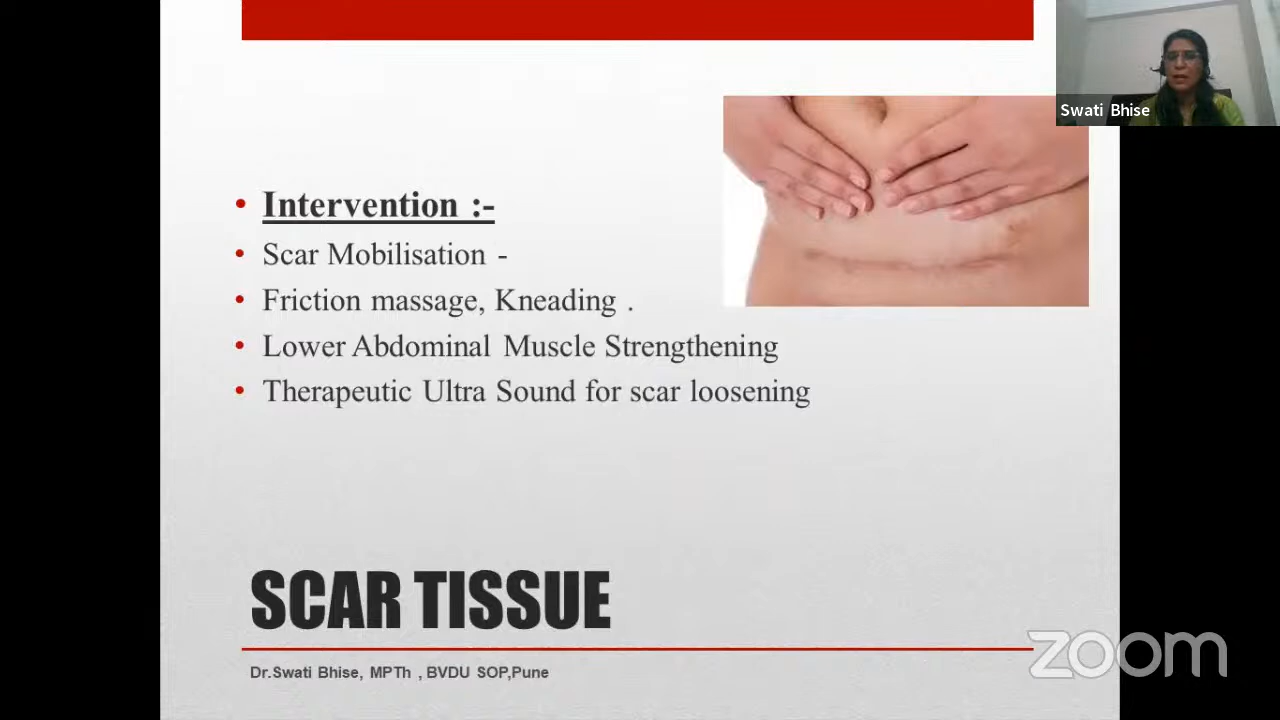 Swati Bhise
• Intervention :-
• Scar Mobilisation -
• Friction massage, Kneading .
• Lower Abdominal Muscle Strengthening
• Therapeutic Ultra Sound for scar loosening
SCAR TISSUE
Dr.Swati Bhise, MPTh , BVDU SOP,Pune
zoom